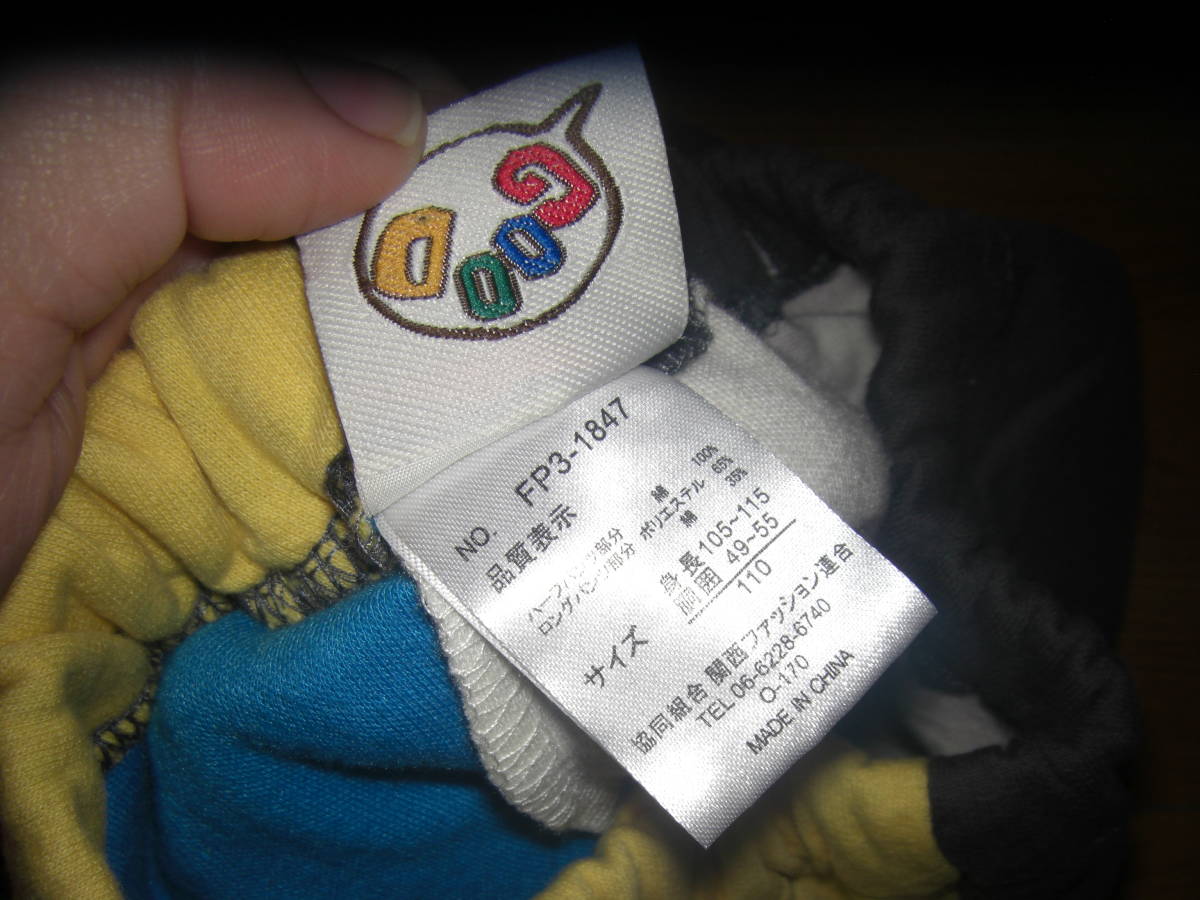 GOOD
NO. FP3-1847
品質表示
ハーフパンツ部分 綿 100%
ロングパンツ部分 ポリエステル 65%
綿 35%
サイズ
身長 105~115
胴囲 49~55
110
協同組合 関西ファッション連合
TEL 06-6228-6740
O-170
MADE IN CHINA